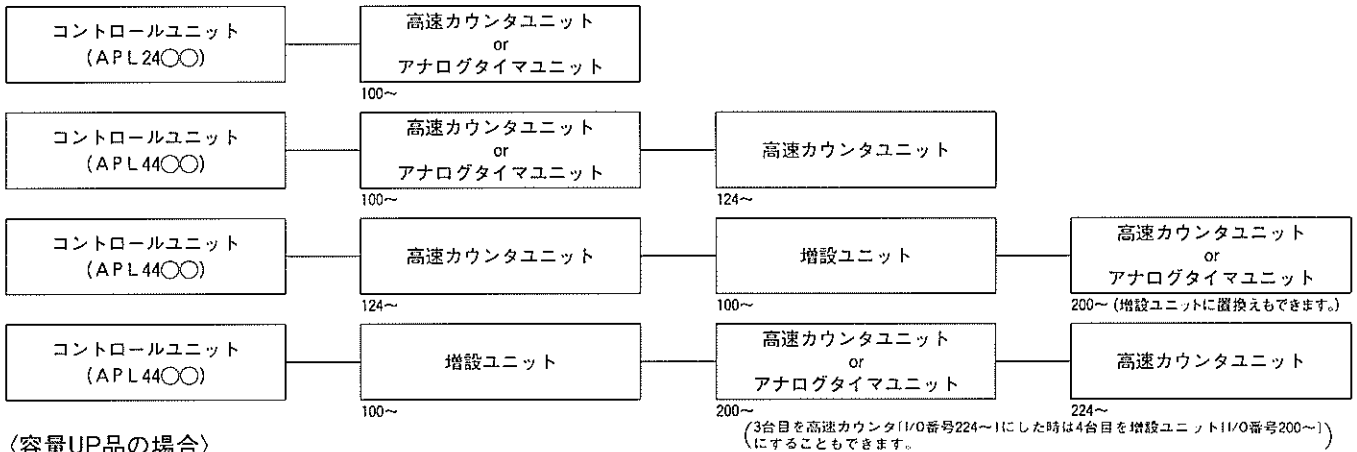 コントロールユニット
(APL24○○)
高速カウンタユニット
or
アナログタイマユニット
100~
コントロールユニット
(APL44○○)
高速カウンタユニット
or
アナログタイマユニット
100~
高速カウンタユニット
124~
コントロールユニット
(APL44○○)
高速カウンタユニット
124~
増設ユニット
100~
高速カウンタユニット
or
アナログタイマユニット
200~(増設ユニットに置換えもできます。)
コントロールユニット
(APL44○○)
増設ユニット
100~
高速カウンタユニット
or
アナログタイマユニット
200~
高速カウンタユニット
224~
(3台目を高速カウンタ[I/O番号224~]にした時は4台目を増設ユニット[I/O番号200~]
にすることもできます。)
〈容量UP品の場合〉